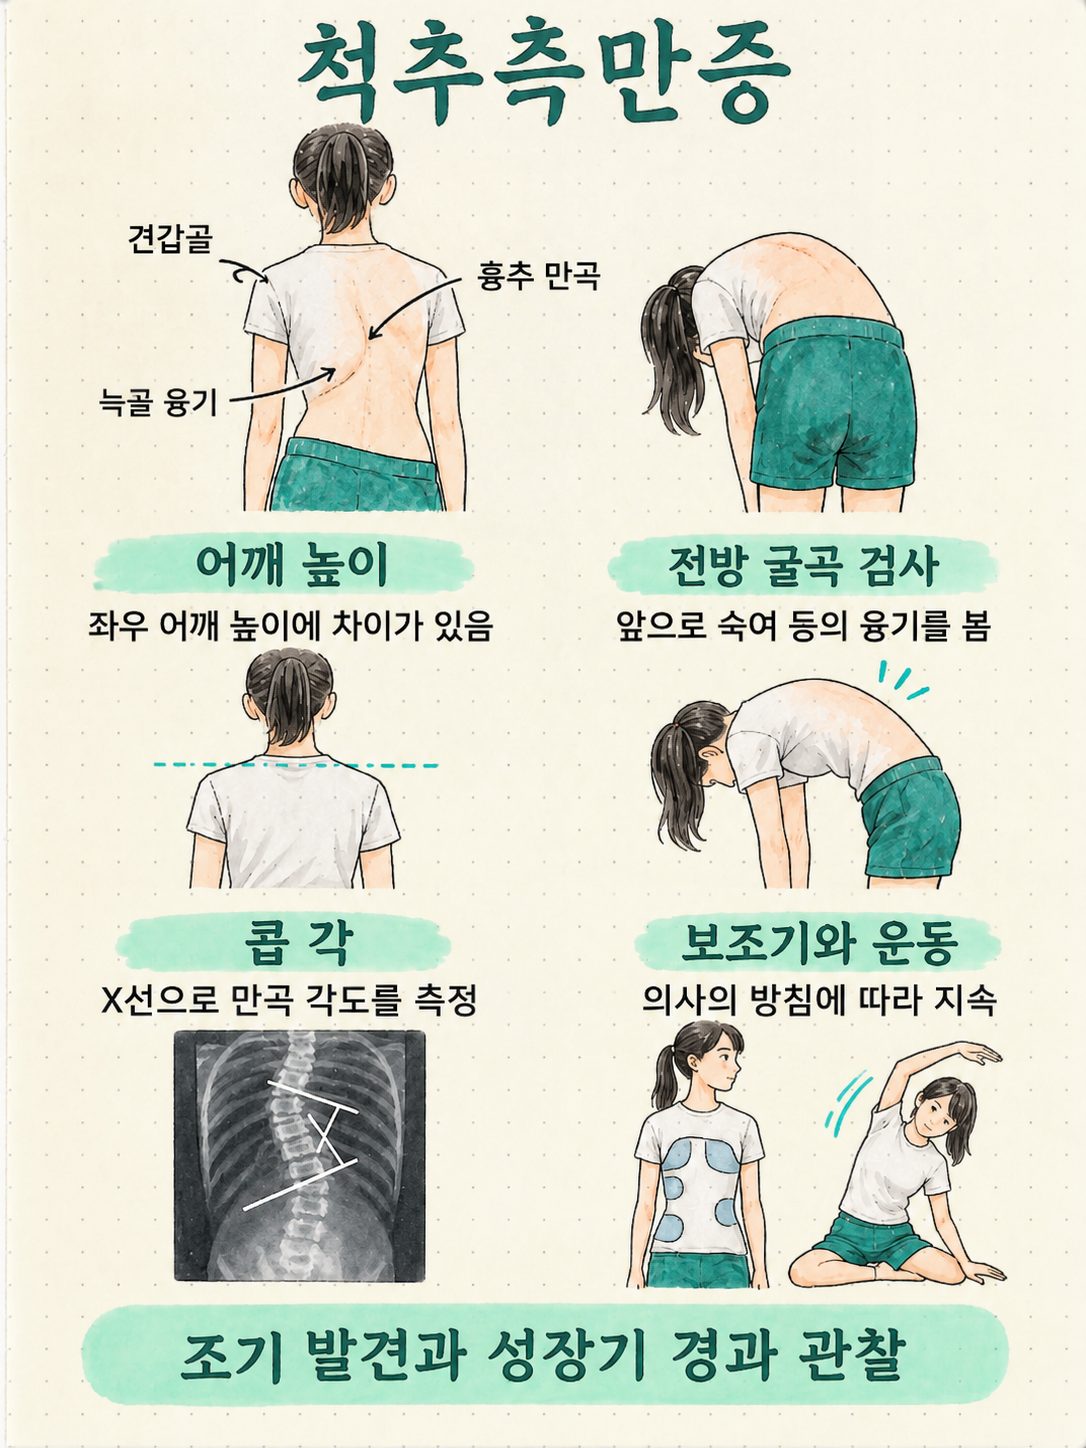 척추측만증
견갑골
흉추 만곡
늑골 융기
어깨 높이
좌우 어깨 높이에 차이가 있음
전방 굴곡 검사
앞으로 숙여 등의 융기를 봄
콥 각
X선으로 만곡 각도를 측정
보조기와 운동
의사의 방침에 따라 지속
조기 발견과 성장기 경과 관찰